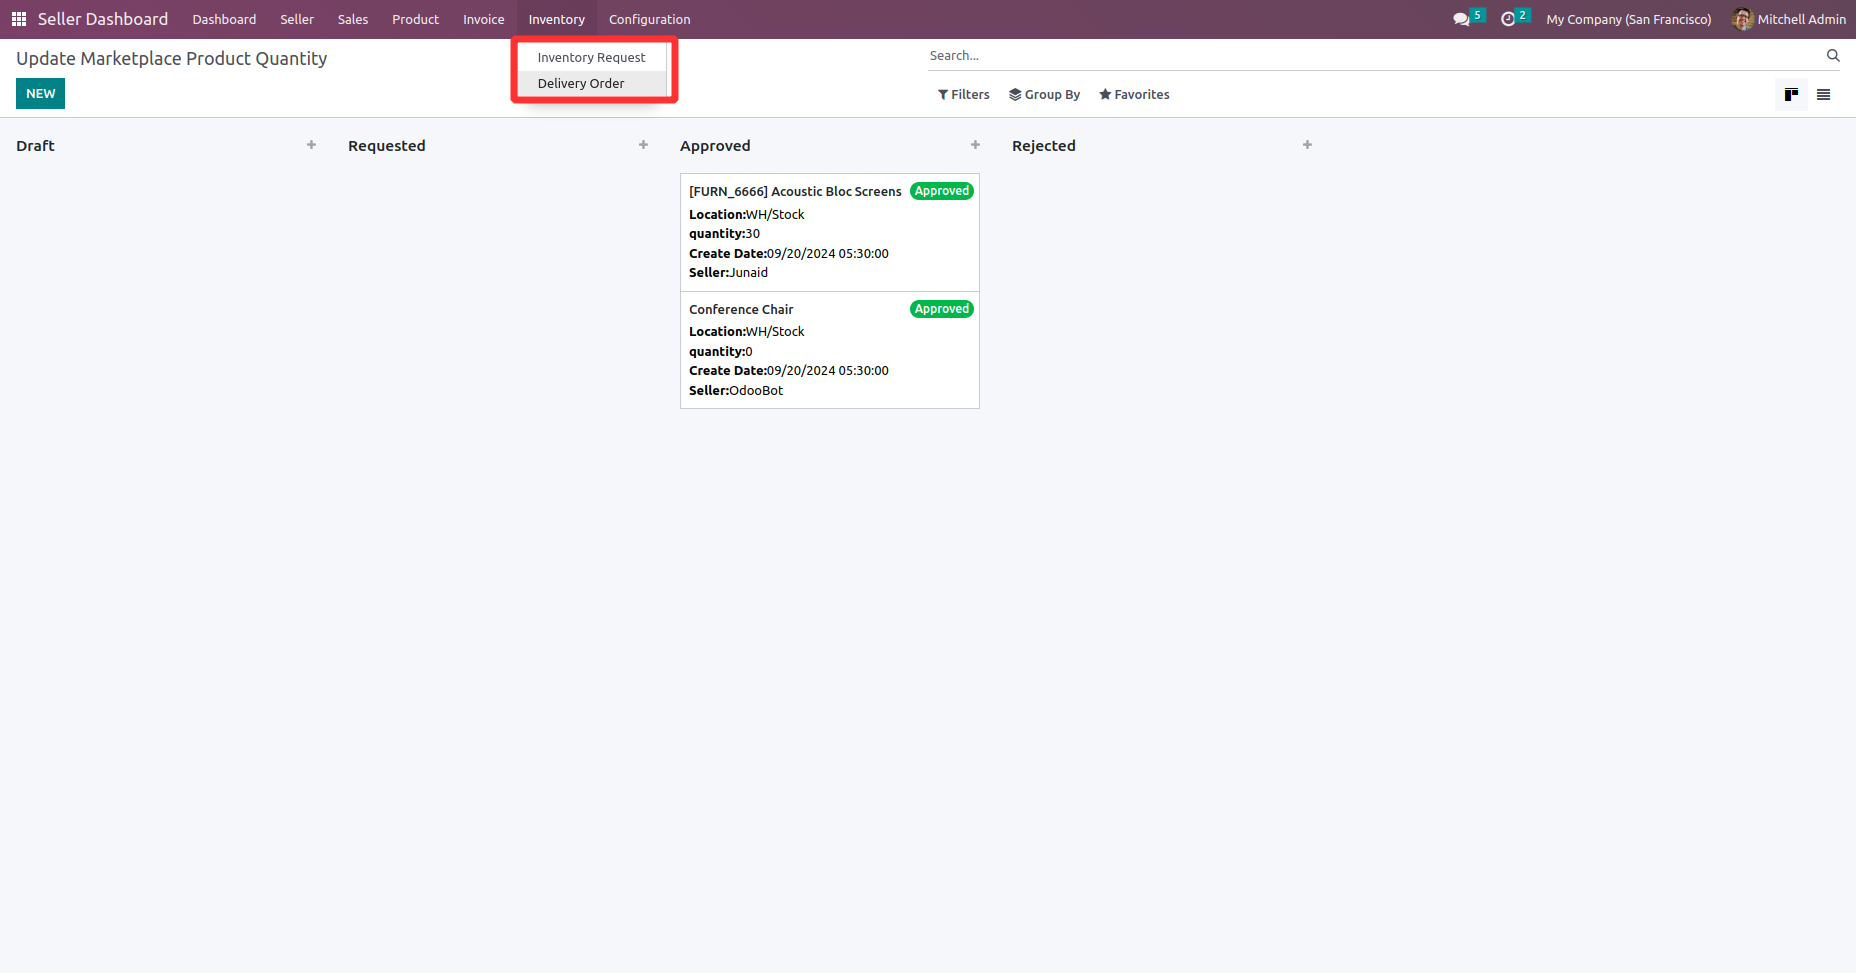 Seller Dashboard Dashboard Seller Sales Product Invoice Inventory Configuration 5 2 My Company (San Francisco) Mitchell Admin
Update Marketplace Product Quantity
Inventory Request
Search...
Delivery Order
NEW
Filters Group By Favorites
Draft + Requested + Approved + Rejected +
[FURN_6666] Acoustic Bloc Screens Approved
Location:WH/Stock
quantity:30
Create Date:09/20/2024 05:30:00
Seller:Junaid
Conference Chair Approved
Location:WH/Stock
quantity:0
Create Date:09/20/2024 05:30:00
Seller:OdooBot